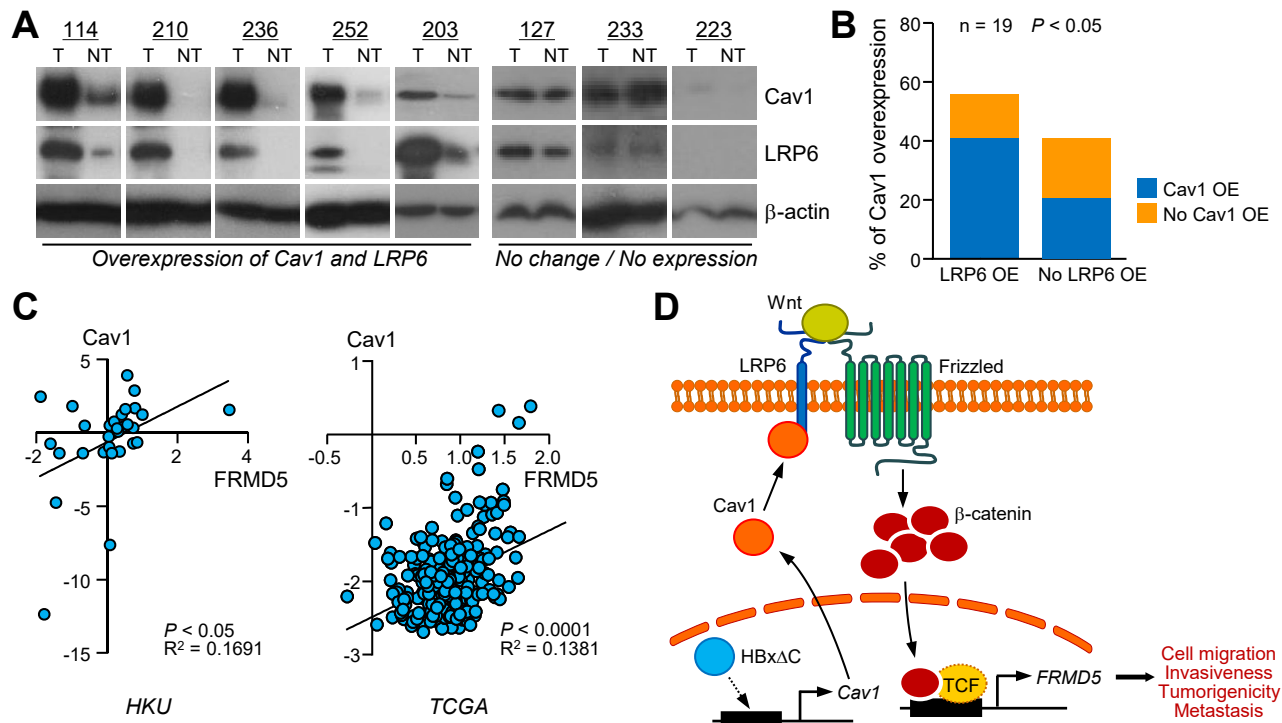 A
114 210 236 252 203 127 233 223
T NT T NT T NT T NT T NT T NT T NT T NT
Cav1
LRP6
β-actin
Overexpression of Cav1 and LRP6
No change / No expression
B
n = 19 P < 0.05
% of Cav1 overexpression
80
60
40
20
0
LRP6 OE
No LRP6 OE
Cav1 OE
No Cav1 OE
C
Cav1
5
-2
2
4
FRMD5
-5
-10
-15
P < 0.05
R² = 0.1691
HKU
Cav1
1
-0.5
0.5
1.0
1.5
2.0
FRMD5
-1
-2
-3
P < 0.0001
R² = 0.1381
TCGA
D
Wnt
LRP6
Frizzled
Cav1
β-catenin
HBxΔC
Cav1
TCF
FRMD5
Cell migration
Invasiveness
Tumorigenicity
Metastasis